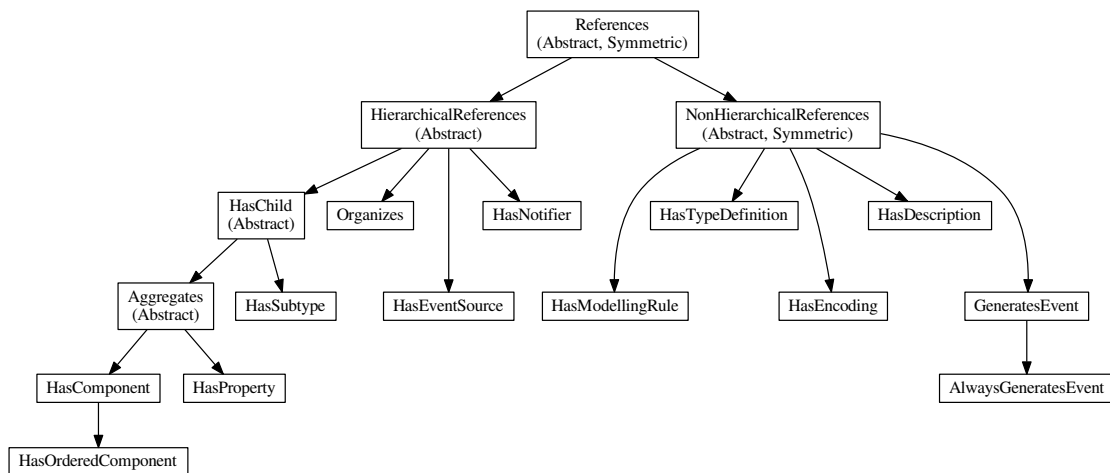 References
(Abstract, Symmetric)
HierarchicalReferences
(Abstract)
NonHierarchicalReferences
(Abstract, Symmetric)
HasChild
(Abstract)
Organizes
HasNotifier
HasTypeDefinition
HasDescription
Aggregates
(Abstract)
HasSubtype
HasEventSource
HasModellingRule
HasEncoding
GeneratesEvent
HasComponent
HasProperty
AlwaysGeneratesEvent
HasOrderedComponent